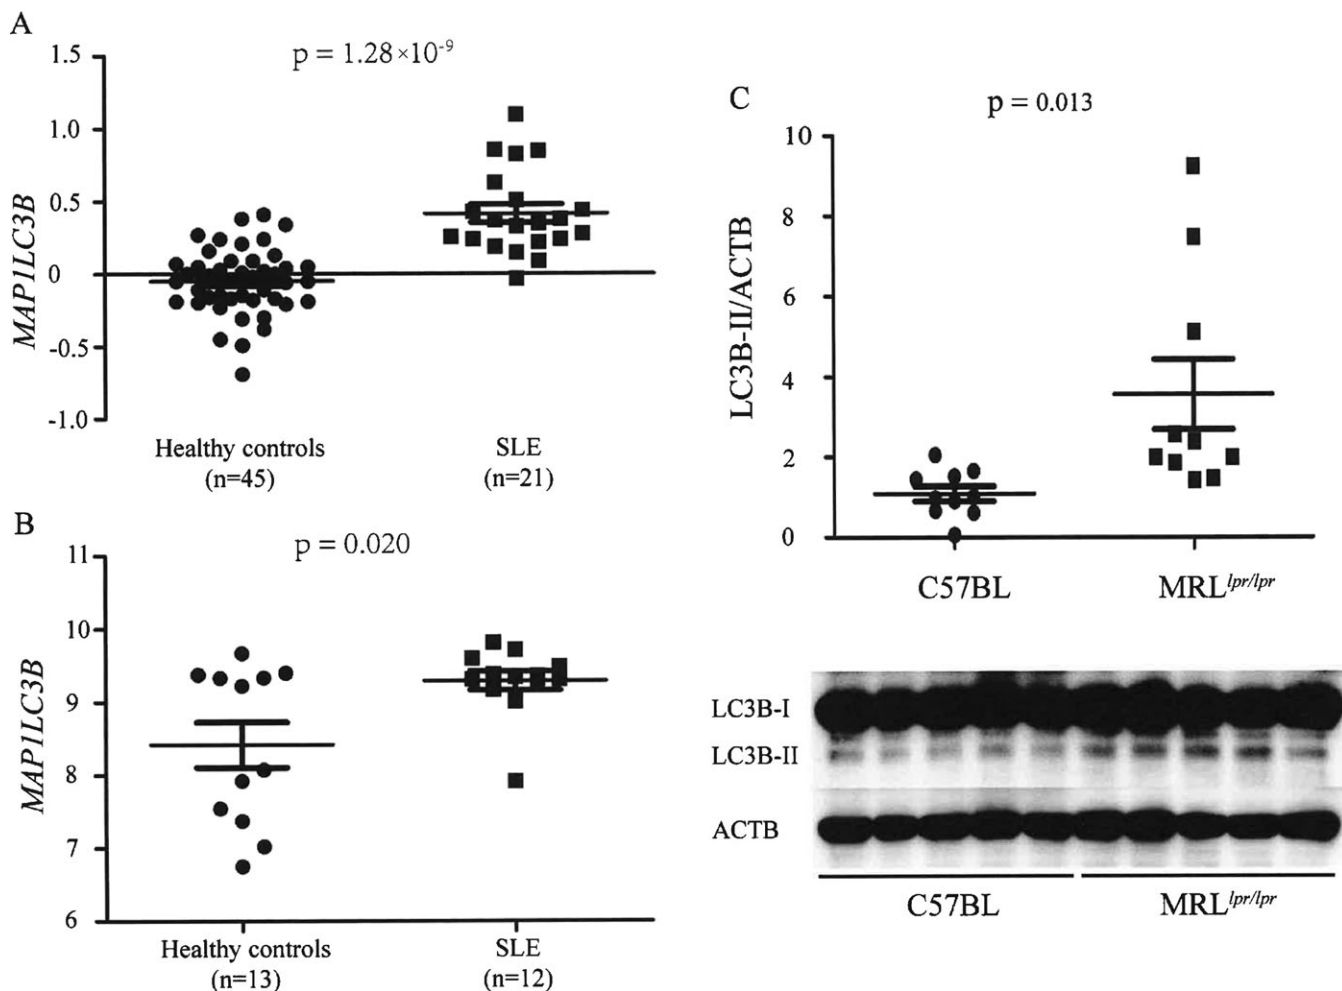 A
p = 1.28×10⁻⁹
1.5
1.0
0.5
0
-0.5
-1.0
MAP1LC3B
Healthy controls
(n=45)
SLE
(n=21)
B
p = 0.020
11
10
9
8
7
6
MAP1LC3B
Healthy controls
(n=13)
SLE
(n=12)
C
p = 0.013
10
8
6
4
2
0
LC3B-II/ACTB
C57BL
MRL^lpr/lpr
LC3B-I
LC3B-II
ACTB
C57BL
MRL^lpr/lpr